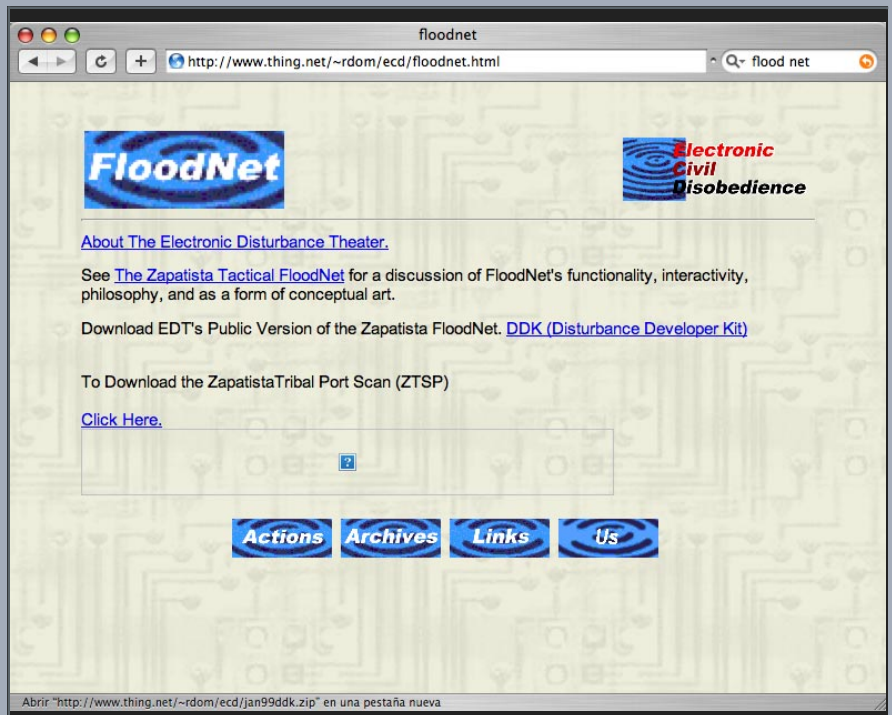 floodnet
http://www.thing.net/~rdom/ecd/floodnet.html
flood net
FloodNet
Electronic
Civil
Disobedience
About The Electronic Disturbance Theater.
See The Zapatista Tactical FloodNet for a discussion of FloodNet's functionality, interactivity,
philosophy, and as a form of conceptual art.
Download EDT's Public Version of the Zapatista FloodNet. DDK (Disturbance Developer Kit)
To Download the ZapatistaTribal Port Scan (ZTSP)
Click Here.
Actions Archives Links Us
Abrir "http://www.thing.net/~rdom/ecd/jan99ddk.zip" en una pestaña nueva